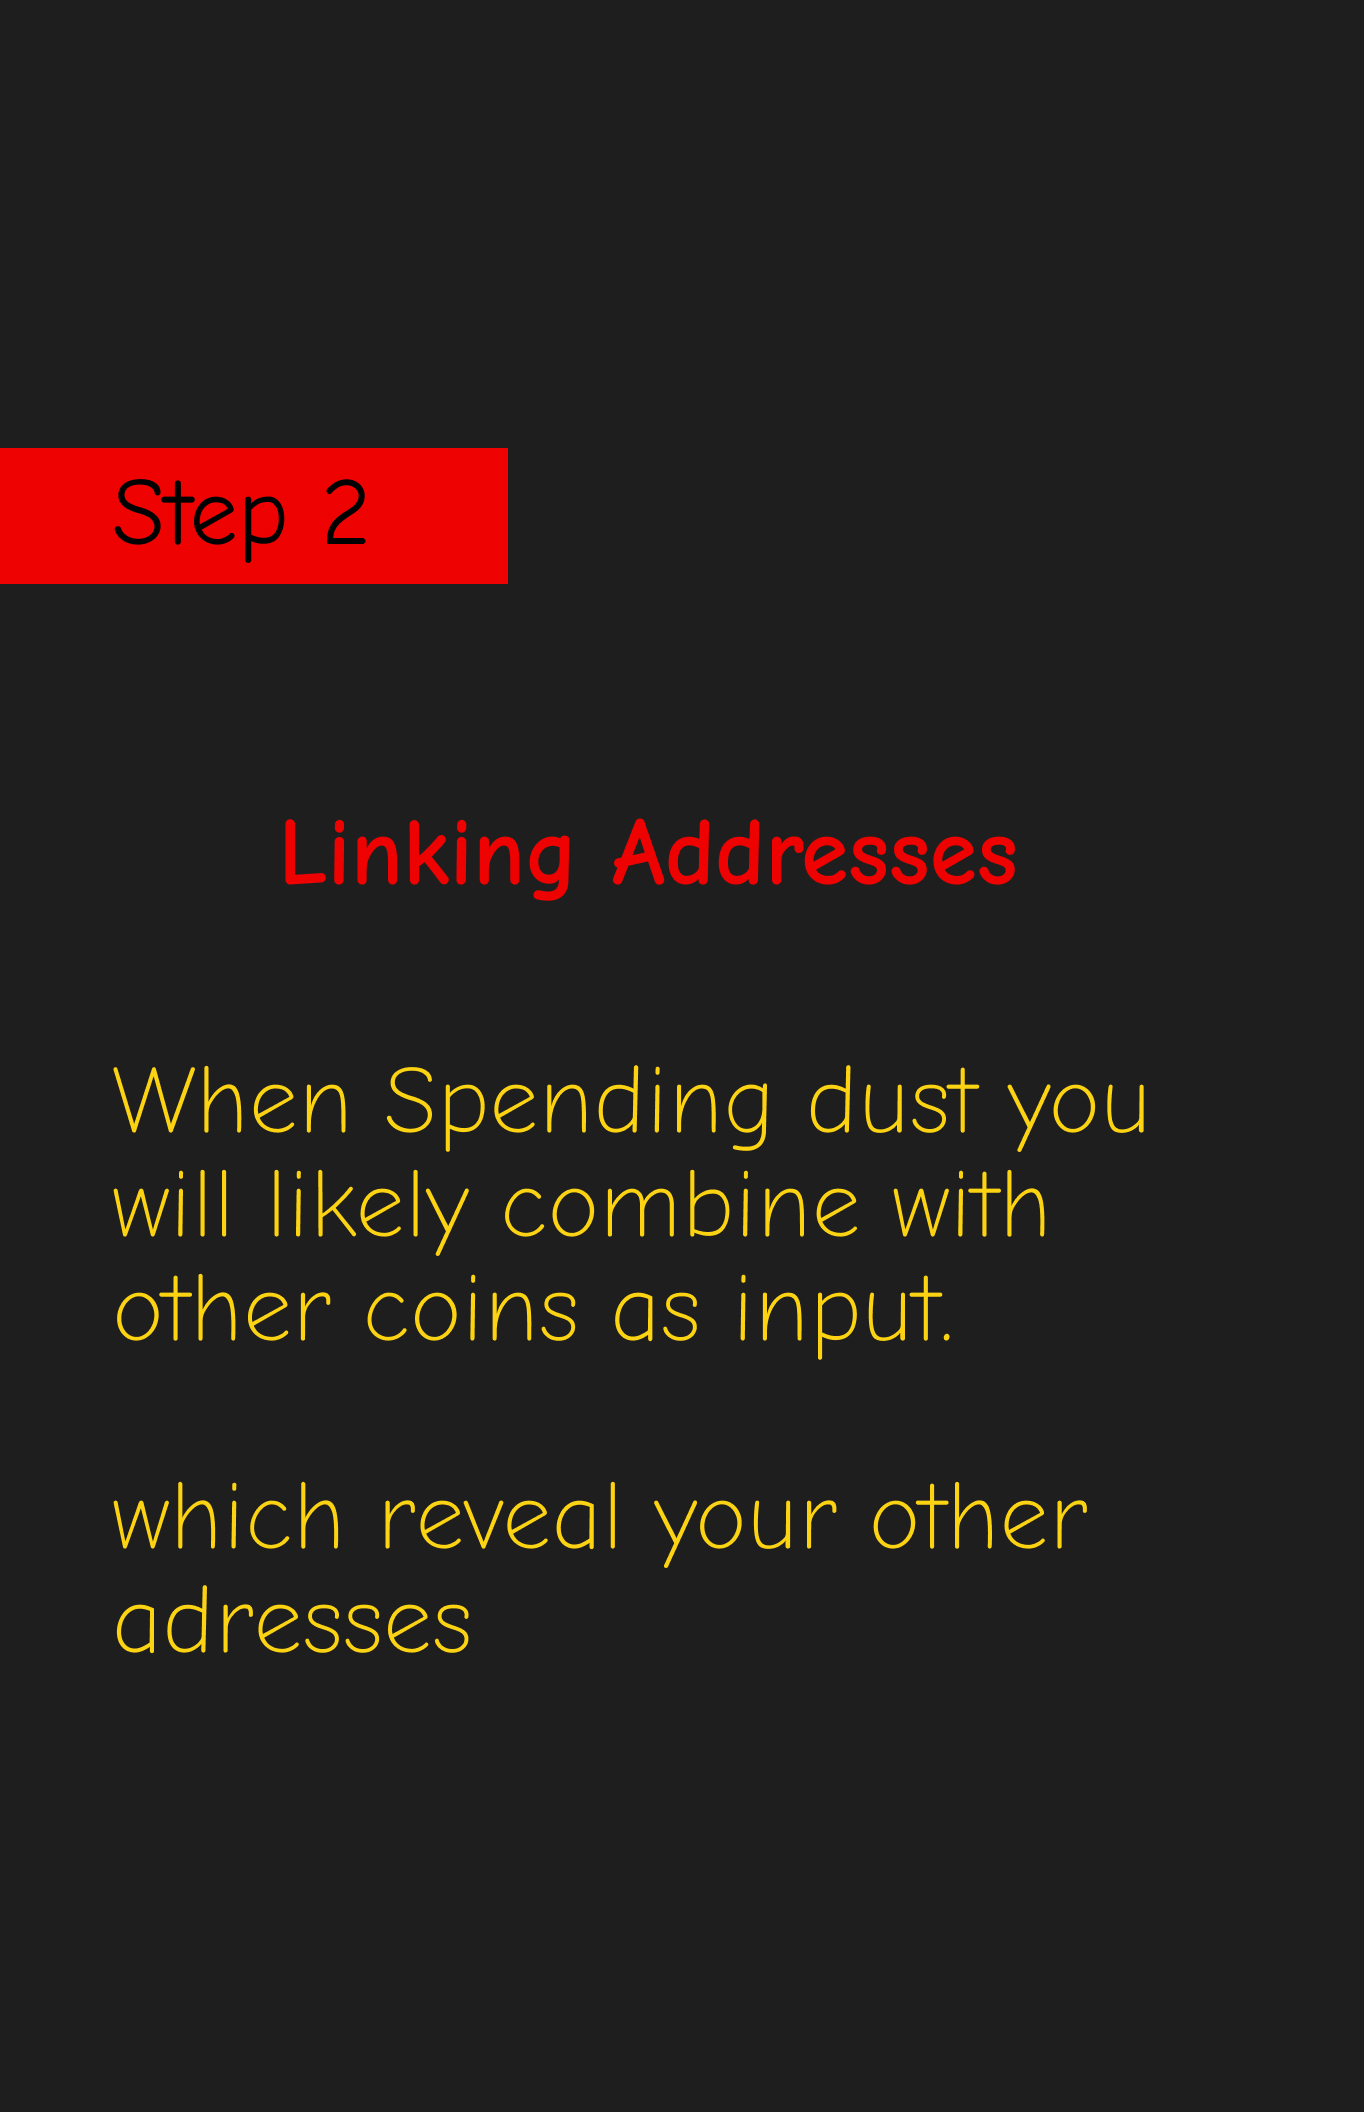 Step 2
Linking Addresses
When Spending dust you
will likely combine with
other coins as input.
which reveal your other
adresses